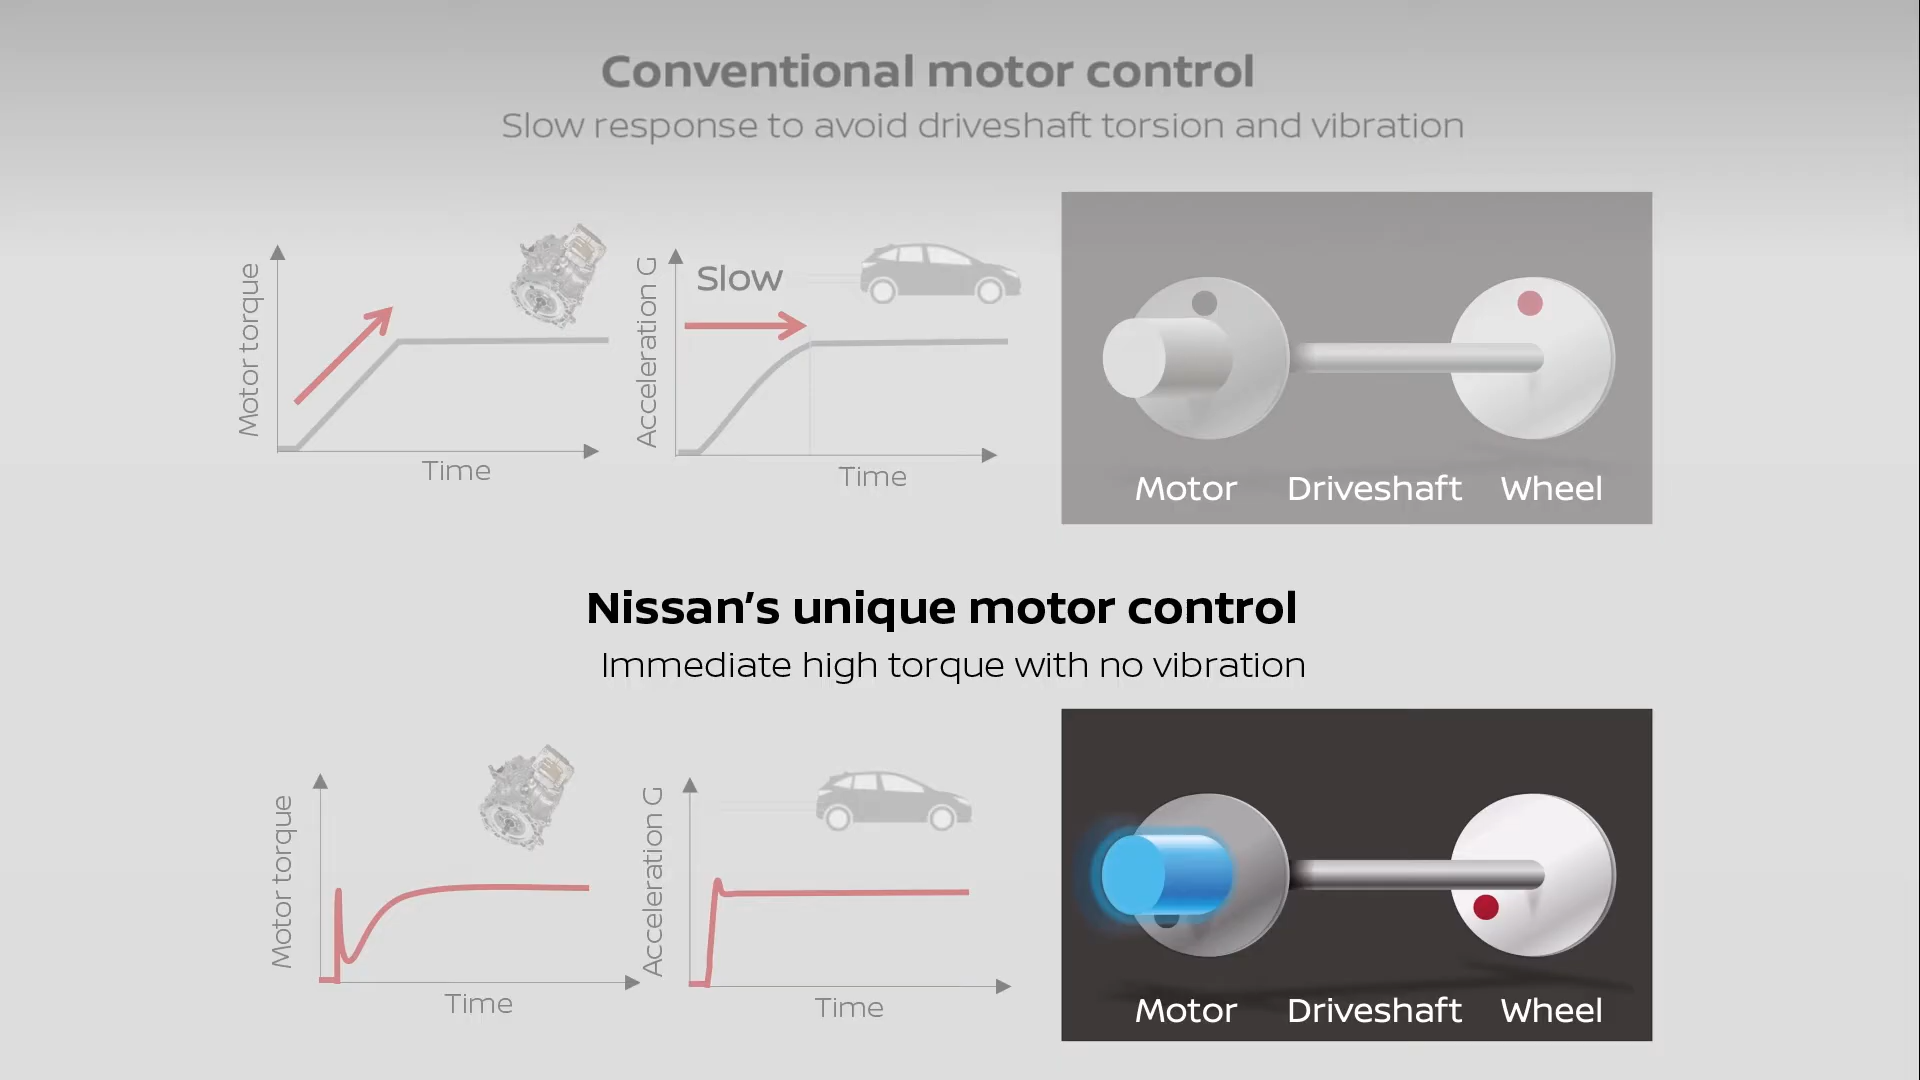 Conventional motor control
Slow response to avoid driveshaft torsion and vibration
Motor torque
Time
Acceleration G
Slow
Time
Motor Driveshaft Wheel
Nissan's unique motor control
Immediate high torque with no vibration
Motor torque
Time
Acceleration G
Time
Motor Driveshaft Wheel